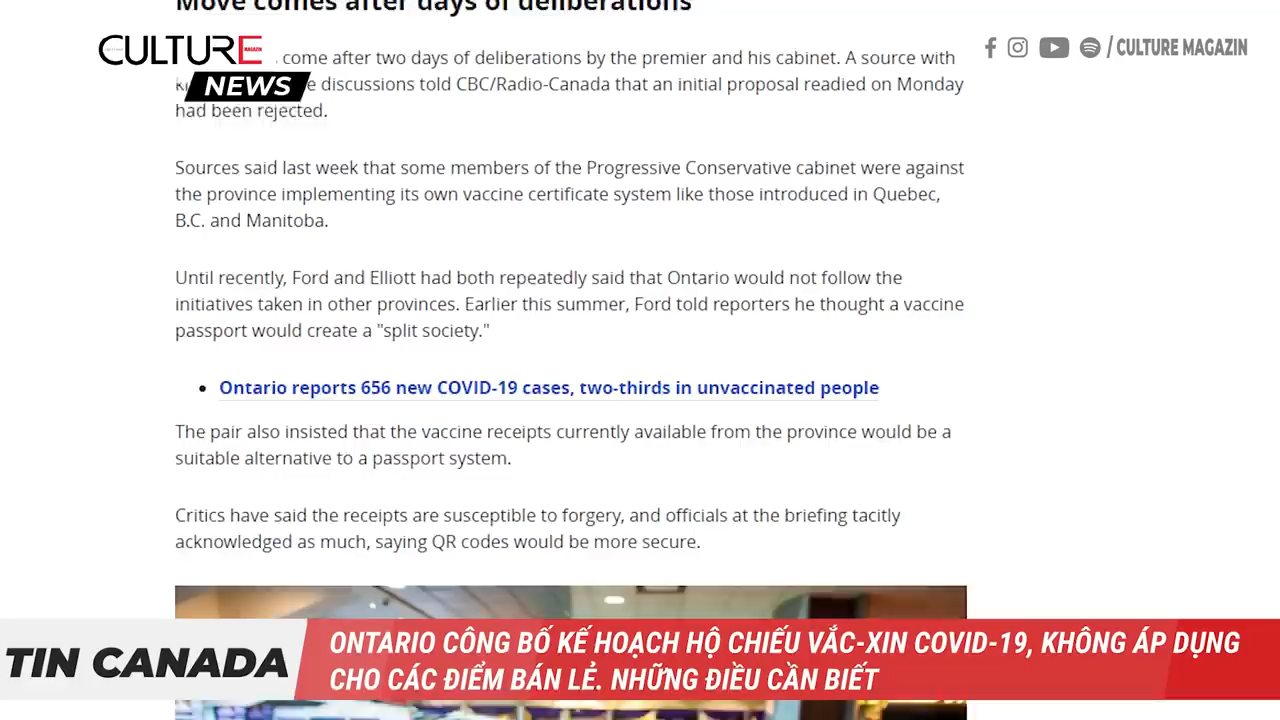 Move comes after days of deliberations
CULTURE MAGAZIN
NEWS
/ CULTURE MAGAZIN
come after two days of deliberations by the premier and his cabinet. A source with
discussions told CBC/Radio-Canada that an initial proposal readied on Monday
had been rejected.
Sources said last week that some members of the Progressive Conservative cabinet were against
the province implementing its own vaccine certificate system like those introduced in Quebec,
B.C. and Manitoba.
Until recently, Ford and Elliott had both repeatedly said that Ontario would not follow the
initiatives taken in other provinces. Earlier this summer, Ford told reporters he thought a vaccine
passport would create a "split society."
• Ontario reports 656 new COVID-19 cases, two-thirds in unvaccinated people
The pair also insisted that the vaccine receipts currently available from the province would be a
suitable alternative to a passport system.
Critics have said the receipts are susceptible to forgery, and officials at the briefing tacitly
acknowledged as much, saying QR codes would be more secure.
TIN CANADA
ONTARIO CÔNG BỐ KẾ HOẠCH HỘ CHIẾU VẮC-XIN COVID-19, KHÔNG ÁP DỤNG
CHO CÁC ĐIỂM BÁN LẺ. NHỮNG ĐIỀU CẦN BIẾT